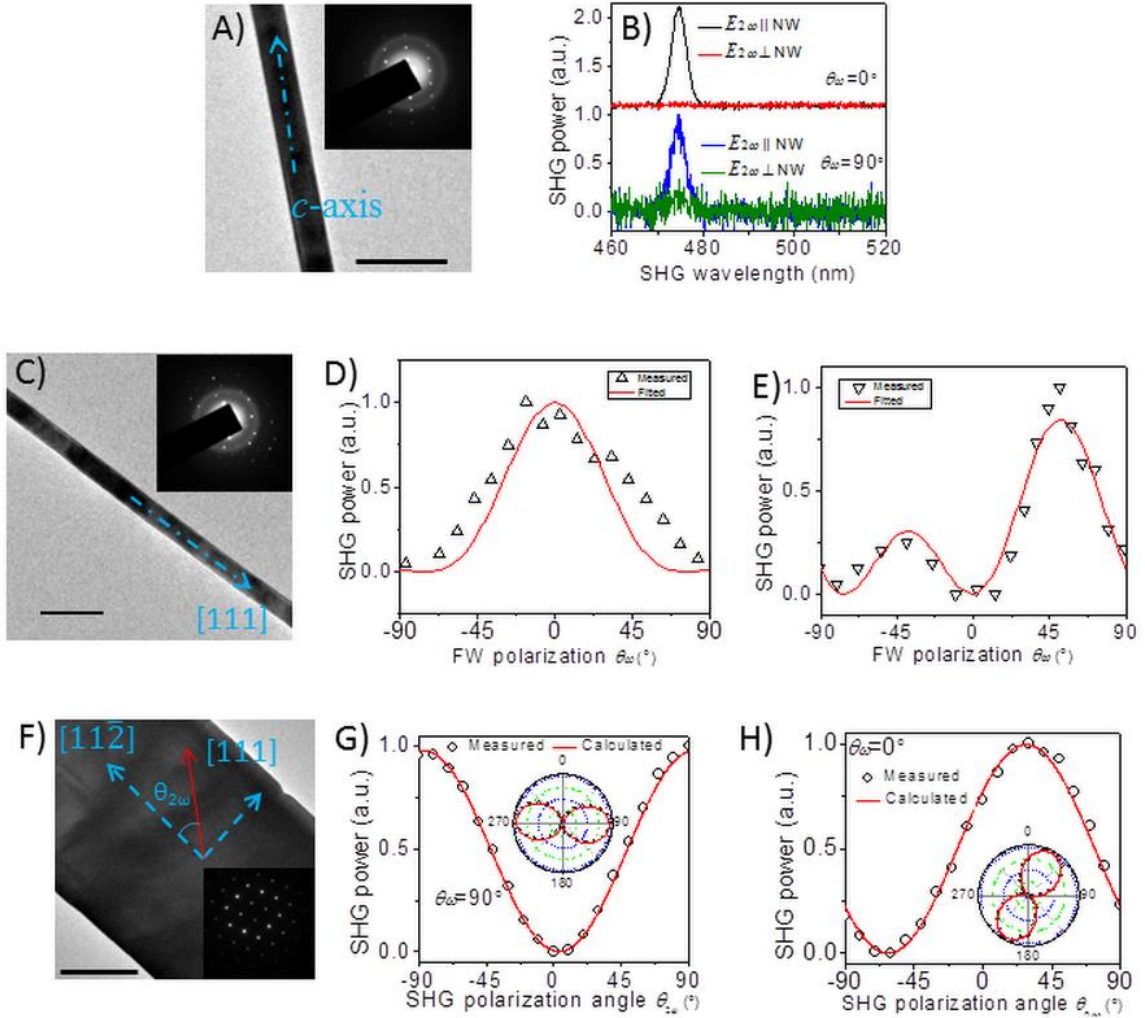 A)
c-axis
B)
SHG power (a.u.)
2.0
1.5
1.0
0.5
0.0
E2ω || NW
E2ω ⊥ NW
θω=0°
E2ω || NW
E2ω ⊥ NW
θω=90°
460 480 500 520
SHG wavelength (nm)
C)
[111]
D)
SHG power (a.u.)
1.0
0.5
0.0
Measured
Fitted
-90 -45 0 45 90
FW polarization θω (°)
E)
SHG power (a.u.)
1.0
0.5
0.0
Measured
Fitted
-90 -45 0 45 90
FW polarization θω (°)
F)
[112̄]
[111]
θ2ω
G)
SHG power (a.u.)
1.0
0.5
0.0
Measured Calculated
0
270 90
180
θω=90°
-90 -45 0 45 90
SHG polarization angle θ2ω (°)
H)
SHG power (a.u.)
1.0
0.5
0.0
θω=0°
Measured
Calculated
0
270 90
180
-90 -45 0 45 90
SHG polarization angle θ2ω (°)